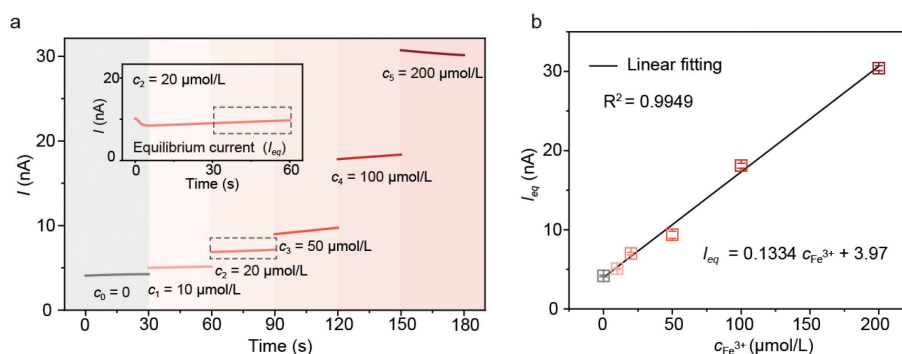 a
I (nA)
30
20
10
0
c₂ = 20 μmol/L
20
0
I (nA)
Equilibrium current (Ieq)
0 30 60
Time (s)
c₅ = 200 μmol/L
c₄ = 100 μmol/L
c₃ = 50 μmol/L
c₂ = 20 μmol/L
c₁ = 10 μmol/L
c₀ = 0
0 30 60 90 120 150 180
Time (s)
b
Ieq (nA)
40
30
20
10
0
Linear fitting
R² = 0.9949
Ieq = 0.1334 cFe³⁺ + 3.97
0 50 100 150 200
cFe³⁺ (μmol/L)